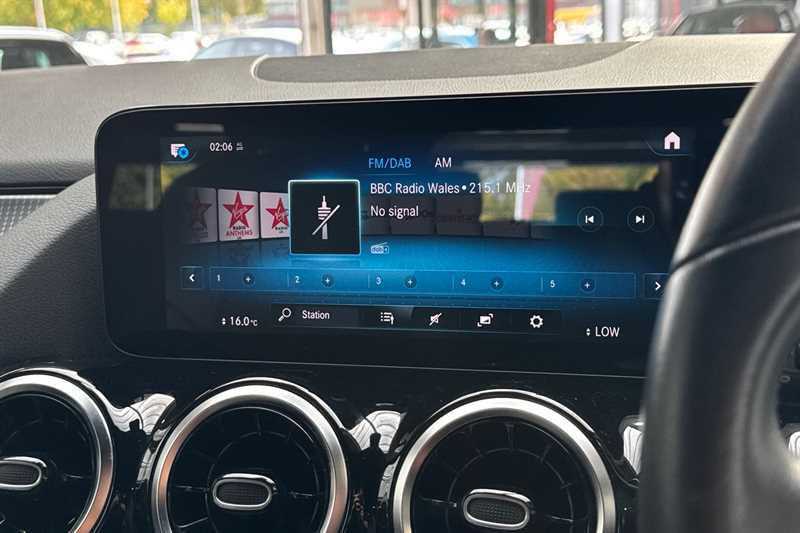 02:06
FM/DAB AM
BBC Radio Wales • 215.1 MHz
No signal
RADIO
ANTHEMS
UK
1 2 3 4 5
16.0°C
Station
LOW